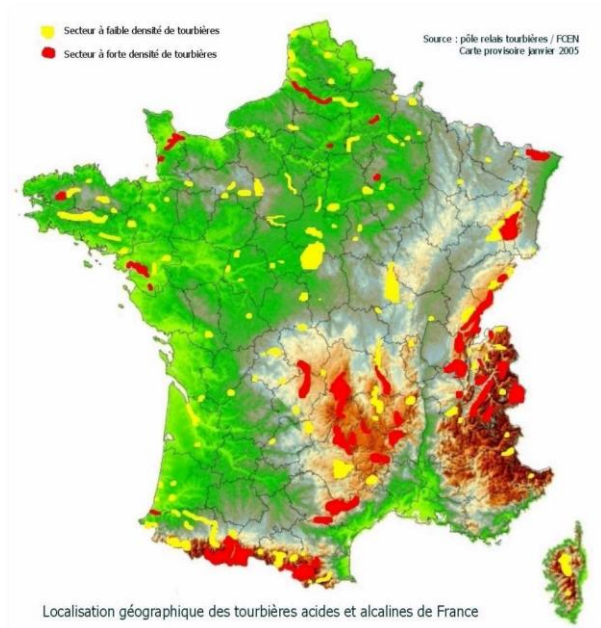 Secteur à faible densité de tourbières
Secteur à forte densité de tourbières
Source : pôle relais tourbières / FCEN
Carte provisoire janvier 2005
Localisation géographique des tourbières acides et alcalines de France